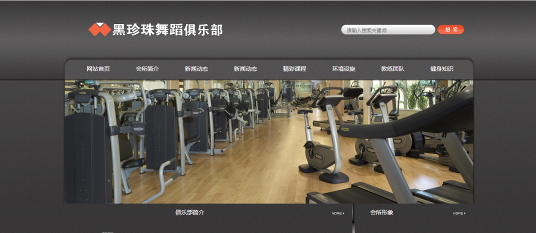 黑珍珠舞蹈俱乐部
请输入搜索关键词
搜 索
网站首页 会所简介 新闻动态 新闻动态 精彩课程 环境设施 教练团队 健身知识
俱乐部简介 MORE
会所形象 MORE